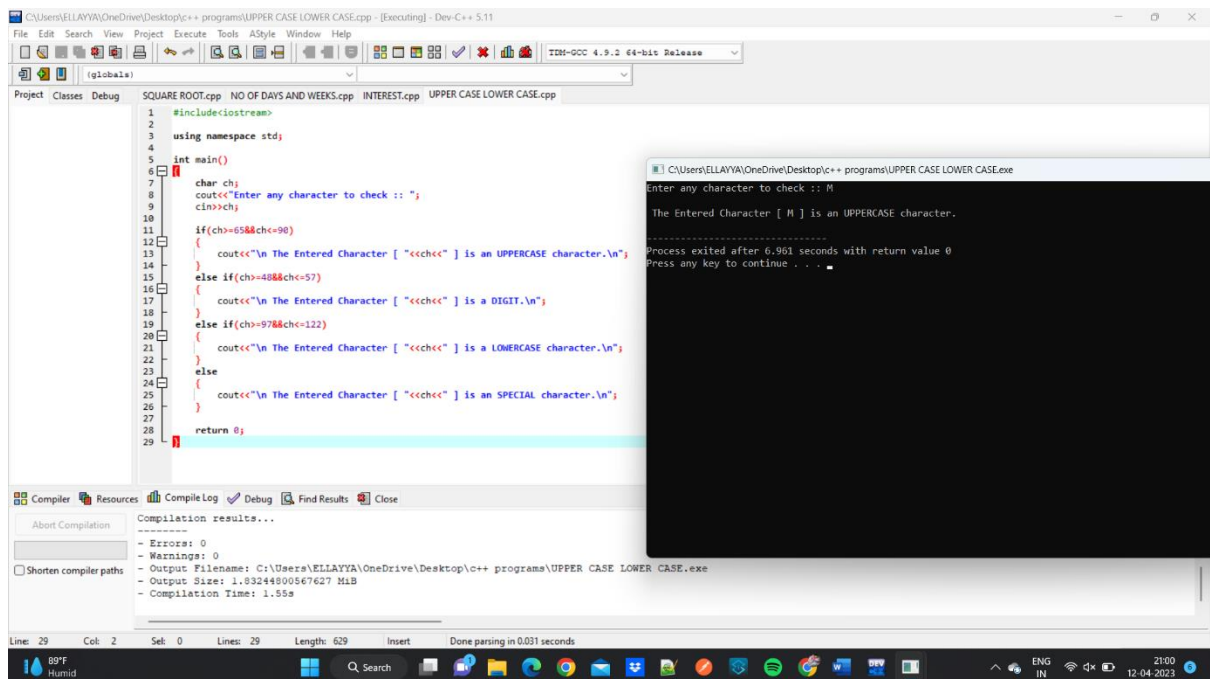 C:\Users\ELLAYYA\OneDrive\Desktop\c++ programs\UPPER CASE LOWER CASE.cpp - [Executing] - Dev-C++ 5.11
File Edit Search View Project Execute Tools AStyle Window Help
TDM-GCC 4.9.2 64-bit Release
(globals)
Project Classes Debug
SQUARE ROOT.cpp NO OF DAYS AND WEEKS.cpp INTEREST.cpp UPPER CASE LOWER CASE.cpp
1 #include<iostream>
2
3 using namespace std;
4
5 int main()
6 {
7 char ch;
8 cout<<"Enter any character to check :: ";
9 cin>>ch;
10
11 if(ch>=65&&ch<=90)
12 {
13 cout<<"\n The Entered Character [ "<<ch<<" ] is an UPPERCASE character.\n";
14 }
15 else if(ch>=48&&ch<=57)
16 {
17 cout<<"\n The Entered Character [ "<<ch<<" ] is a DIGIT.\n";
18 }
19 else if(ch>=97&&ch<=122)
20 {
21 cout<<"\n The Entered Character [ "<<ch<<" ] is a LOWERCASE character.\n";
22 }
23 else
24 {
25 cout<<"\n The Entered Character [ "<<ch<<" ] is an SPECIAL character.\n";
26 }
27
28 return 0;
29 }
C:\Users\ELLAYYA\OneDrive\Desktop\c++ programs\UPPER CASE LOWER CASE.exe
Enter any character to check :: M
The Entered Character [ M ] is an UPPERCASE character.
--------------------------------
Process exited after 6.961 seconds with return value 0
Press any key to continue . . .
Compiler Resources Compile Log Debug Find Results Close
Abort Compilation
Shorten compiler paths
Compilation results...
--------
- Errors: 0
- Warnings: 0
- Output Filename: C:\Users\ELLAYYA\OneDrive\Desktop\c++ programs\UPPER CASE LOWER CASE.exe
- Output Size: 1.83244800567627 MiB
- Compilation Time: 1.55s
Line: 29 Col: 2 Sel: 0 Lines: 29 Length: 629 Insert Done parsing in 0.031 seconds
89°F
Humid
Search
DEV
ENG
IN
21:00
12-04-2023
6